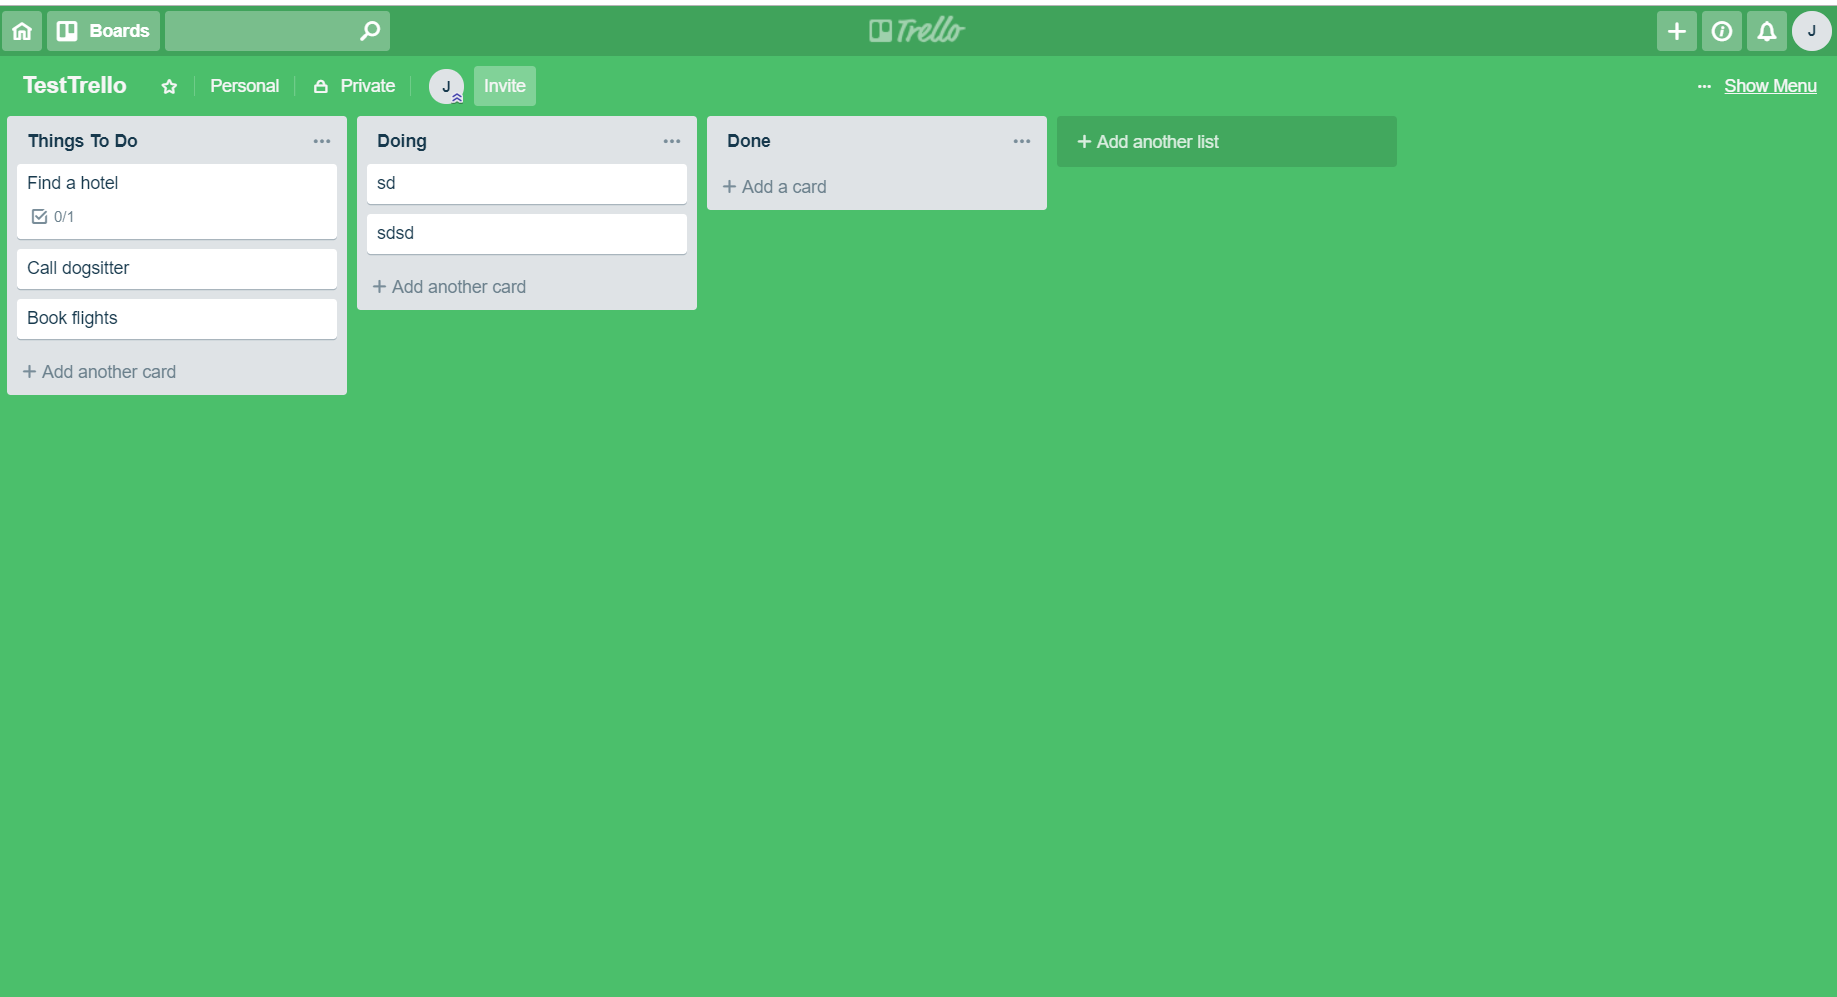 Boards
Trello
J
TestTrello
Personal
Private
J
Invite
Show Menu
Things To Do
Find a hotel
0/1
Call dogsitter
Book flights
+ Add another card
Doing
sd
sdsd
+ Add another card
Done
+ Add a card
+ Add another list